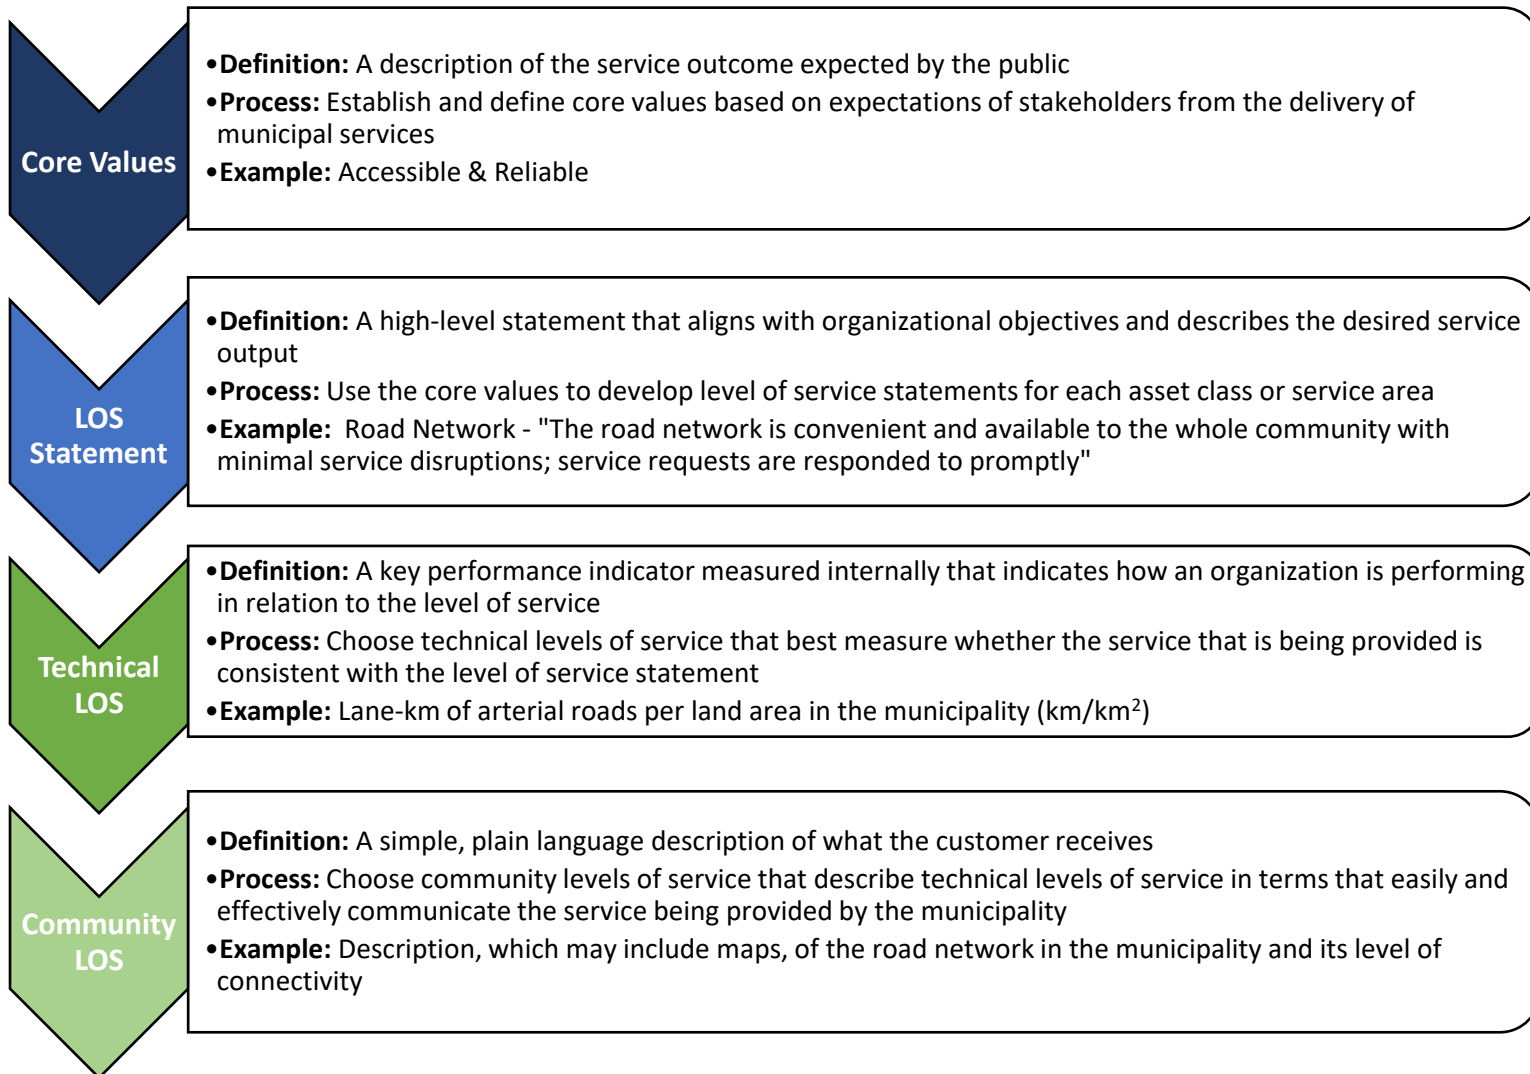 Core Values
•Definition: A description of the service outcome expected by the public
•Process: Establish and define core values based on expectations of stakeholders from the delivery of
municipal services
•Example: Accessible & Reliable
LOS
Statement
•Definition: A high-level statement that aligns with organizational objectives and describes the desired service
output
•Process: Use the core values to develop level of service statements for each asset class or service area
•Example: Road Network - "The road network is convenient and available to the whole community with
minimal service disruptions; service requests are responded to promptly"
Technical
LOS
•Definition: A key performance indicator measured internally that indicates how an organization is performing
in relation to the level of service
•Process: Choose technical levels of service that best measure whether the service that is being provided is
consistent with the level of service statement
•Example: Lane-km of arterial roads per land area in the municipality (km/km²)
Community
LOS
•Definition: A simple, plain language description of what the customer receives
•Process: Choose community levels of service that describe technical levels of service in terms that easily and
effectively communicate the service being provided by the municipality
•Example: Description, which may include maps, of the road network in the municipality and its level of
connectivity